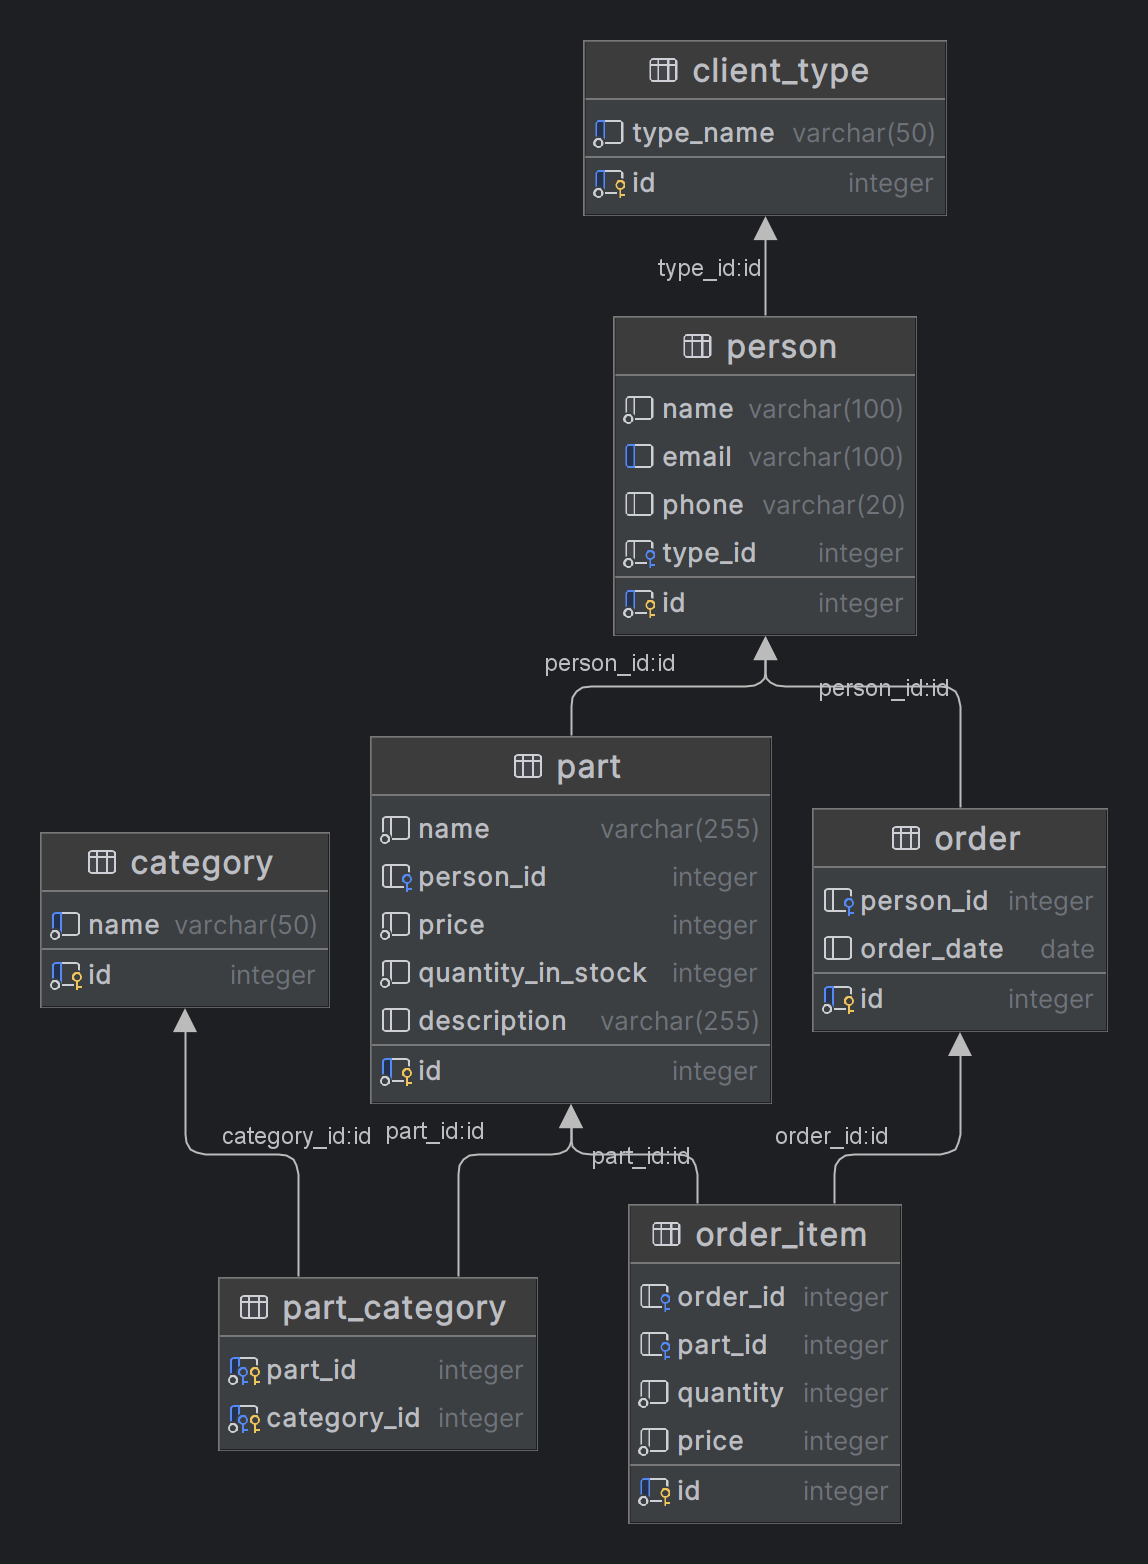 client_type
type_name varchar(50)
id integer
type_id:id
person
name varchar(100)
email varchar(100)
phone varchar(20)
type_id integer
id integer
person_id:id
person_id:id
part
name varchar(255)
person_id integer
price integer
quantity_in_stock integer
description varchar(255)
id integer
order
person_id integer
order_date date
id integer
category
name varchar(50)
id integer
category_id:id
part_id:id
part_id:id
order_id:id
order_item
order_id integer
part_id integer
quantity integer
price integer
id integer
part_category
part_id integer
category_id integer